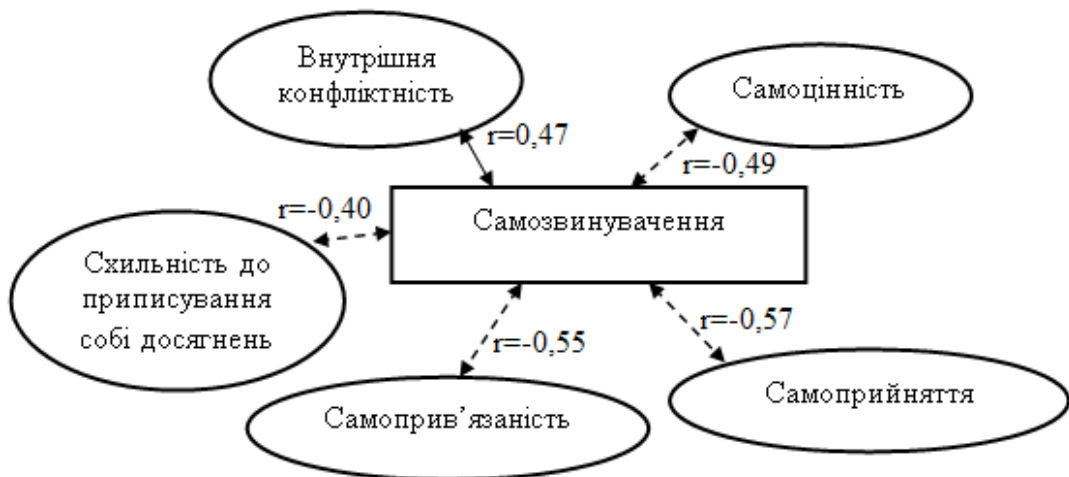 Внутрішня
конфліктність
Самоцінність
r=0,47
r=-0,49
r=-0,40
Самозвинувачення
Схильність до
приписування
собі досягнень
r=-0,55
r=-0,57
Самоприв’язаність
Самоприйняття